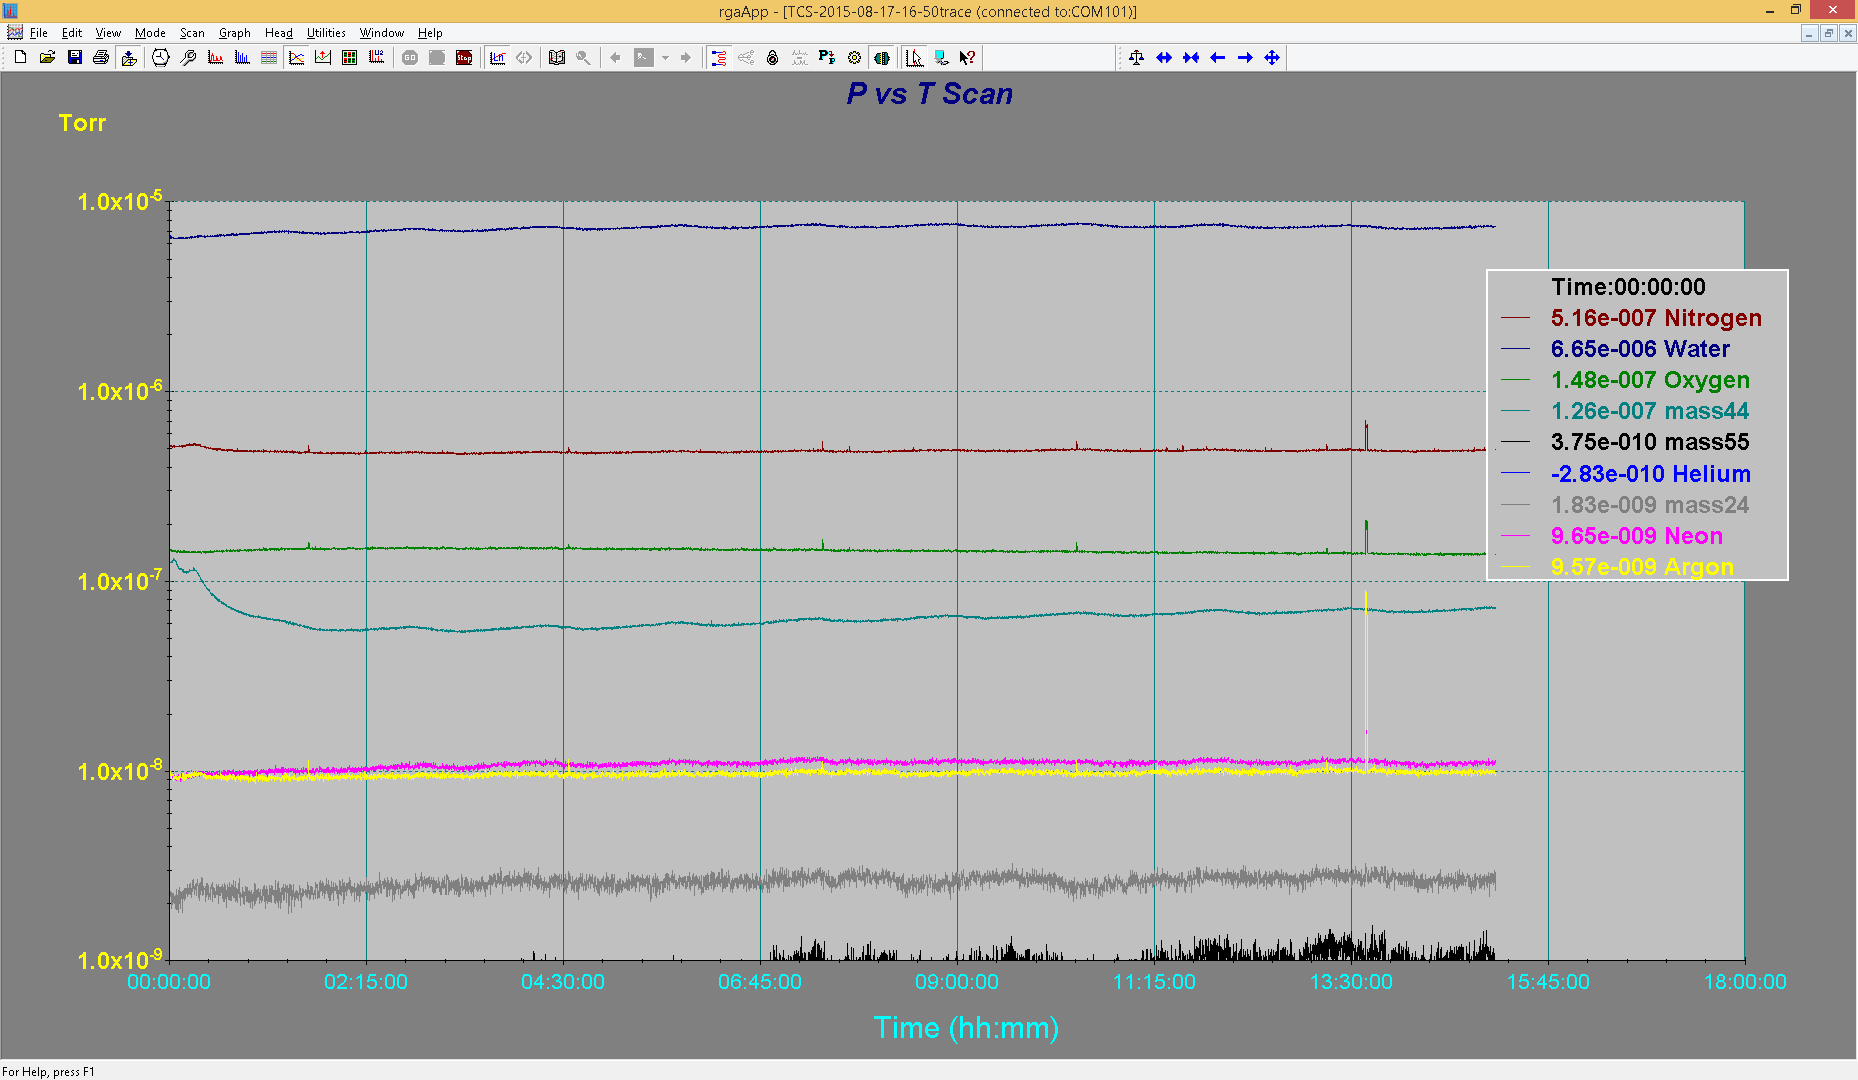 rgaApp - [TCS-2015-08-17-16-50trace (connected to:COM101)]
File Edit View Mode Scan Graph Head Utilities Window Help
GO Stop
P vs T Scan
Torr
1.0x10-5
1.0x10-6
1.0x10-7
1.0x10-8
1.0x10-9
Time:00:00:00
5.16e-007 Nitrogen
6.65e-006 Water
1.48e-007 Oxygen
1.26e-007 mass44
3.75e-010 mass55
-2.83e-010 Helium
1.83e-009 mass24
9.65e-009 Neon
9.57e-009 Argon
00:00:00 02:15:00 04:30:00 06:45:00 09:00:00 11:15:00 13:30:00 15:45:00 18:00:00
Time (hh:mm)
For Help, press F1